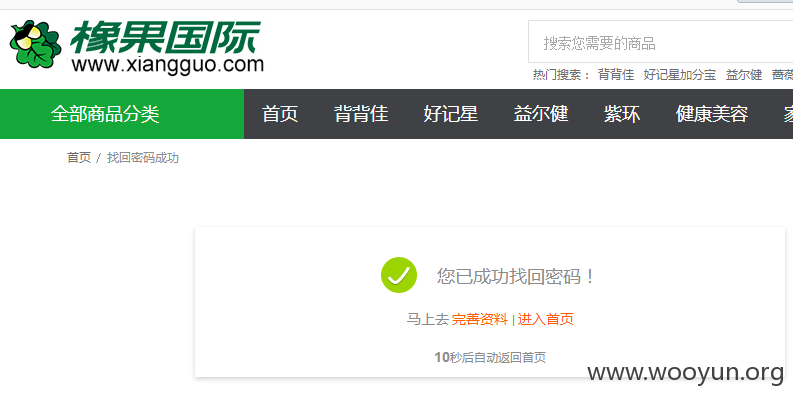 橡果国际
www.xiangguo.com
搜索您需要的商品
热门搜索： 背背佳 好记星加分宝 益尔健 蔷薇
全部商品分类 首页 背背佳 好记星 益尔健 紫环 健康美容
首页 / 找回密码成功
您已成功找回密码！
马上去 完善资料 | 进入首页
10秒后自动返回首页
www.wooyun.org